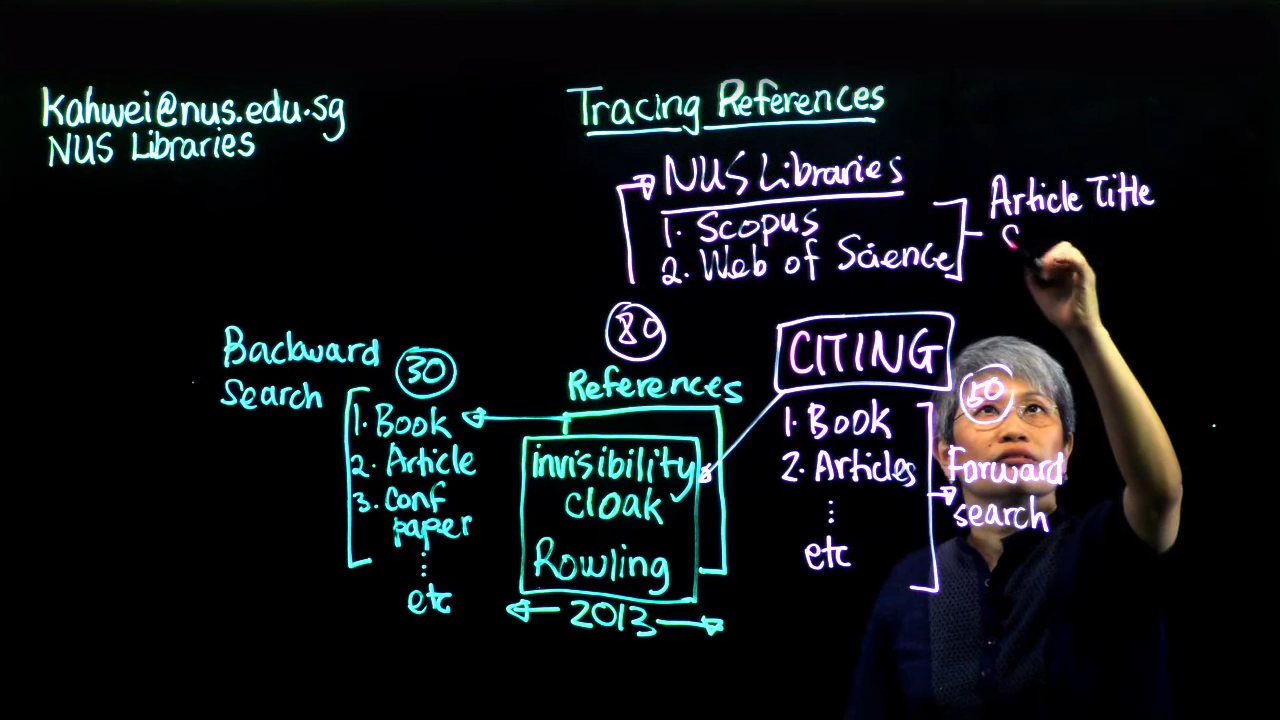 Kahwei@nus.edu.sg
NUS Libraries
Tracing References
NUS Libraries
1. Scopus
2. Web of Science
Article Title
80
CITING
Backward
Search
30
References
50
1. Book
2. Article
3. Conf
paper
etc
invisibility
cloak
Rowling
2013
1. Book
2. Articles
etc
Forward
search